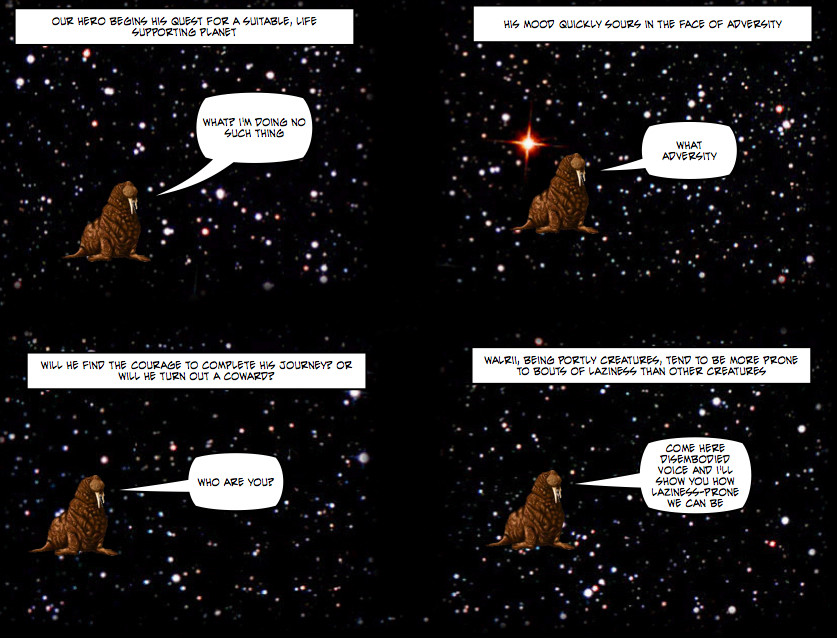 OUR HERO BEGINS HIS QUEST FOR A SUITABLE, LIFE
SUPPORTING PLANET
WHAT? I'M DOING NO
SUCH THING
HIS MOOD QUICKLY SOURS IN THE FACE OF ADVERSITY
WHAT
ADVERSITY
WILL HE FIND THE COURAGE TO COMPLETE HIS JOURNEY? OR
WILL HE TURN OUT A COWARD?
WHO ARE YOU?
WALRII, BEING PORTLY CREATURES, TEND TO BE MORE PRONE
TO BOUTS OF LAZINESS THAN OTHER CREATURES
COME HERE
DISEMBODIED
VOICE AND I'LL
SHOW YOU HOW
LAZINESS-PRONE
WE CAN BE